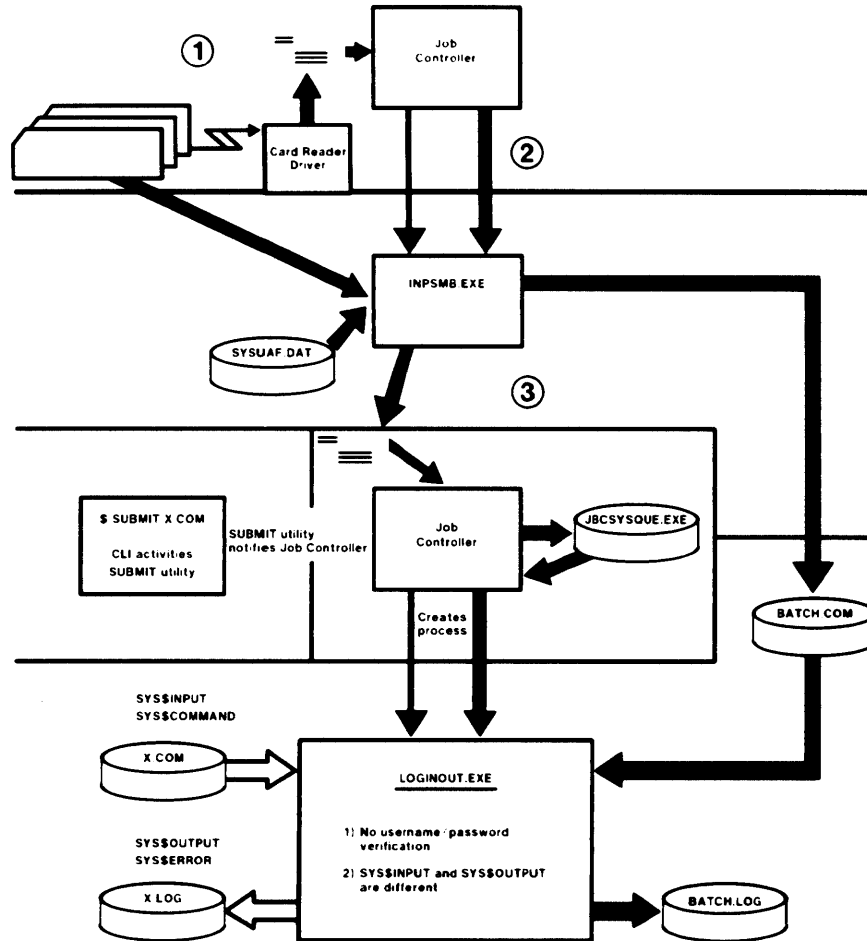 1
Job
Controller
Card Reader
Driver
2
INPSMB.EXE
SYSUAF.DAT
3
$ SUBMIT X.COM
CLI activities
SUBMIT utility
SUBMIT utility
notifies Job Controller
Job
Controller
JBCSYSQUE.EXE
Creates
process
BATCH.COM
SYS$INPUT
SYS$COMMAND
X.COM
LOGINOUT.EXE
1) No username/password
verification
2) SYS$INPUT and SYS$OUTPUT
are different
SYS$OUTPUT
SYS$ERROR
X.LOG
BATCH.LOG